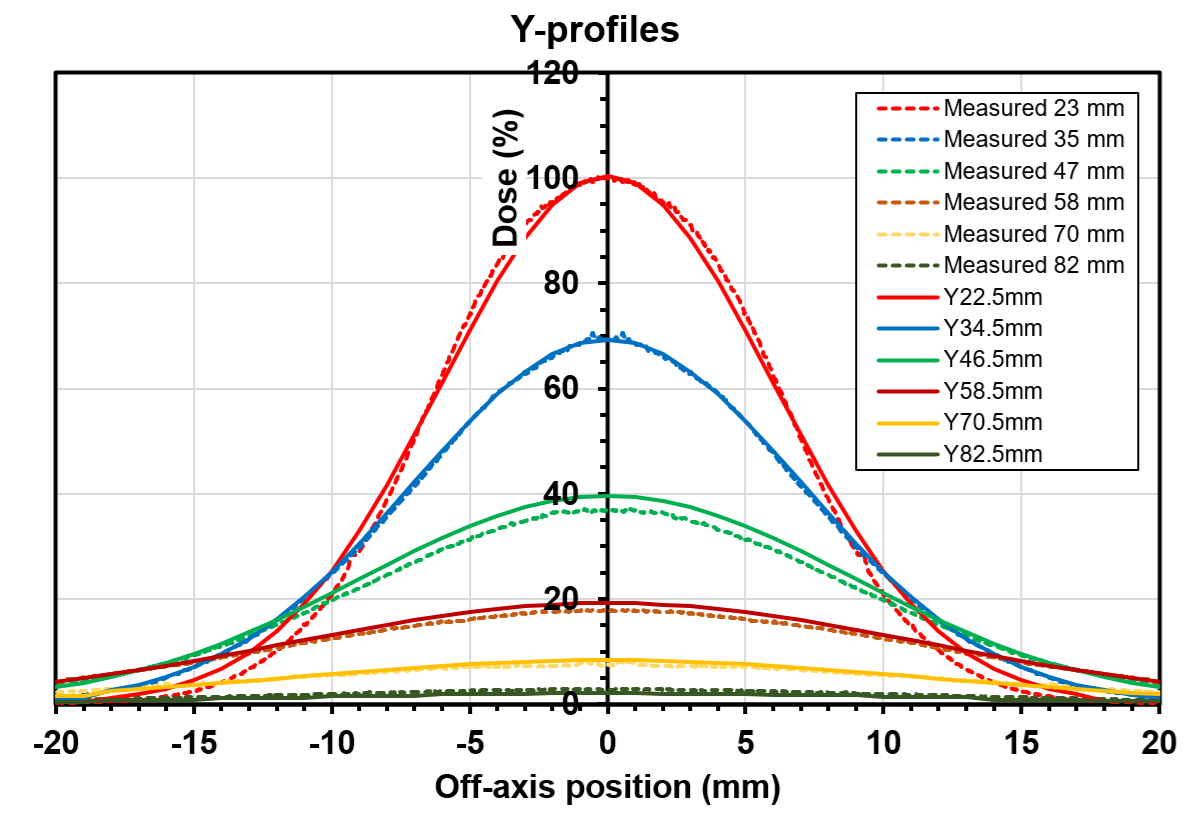 Y-profiles
120
100
80
60
40
20
0
Dose (%)
Measured 23 mm
Measured 35 mm
Measured 47 mm
Measured 58 mm
Measured 70 mm
Measured 82 mm
Y22.5mm
Y34.5mm
Y46.5mm
Y58.5mm
Y70.5mm
Y82.5mm
-20 -15 -10 -5 0 5 10 15 20
Off-axis position (mm)